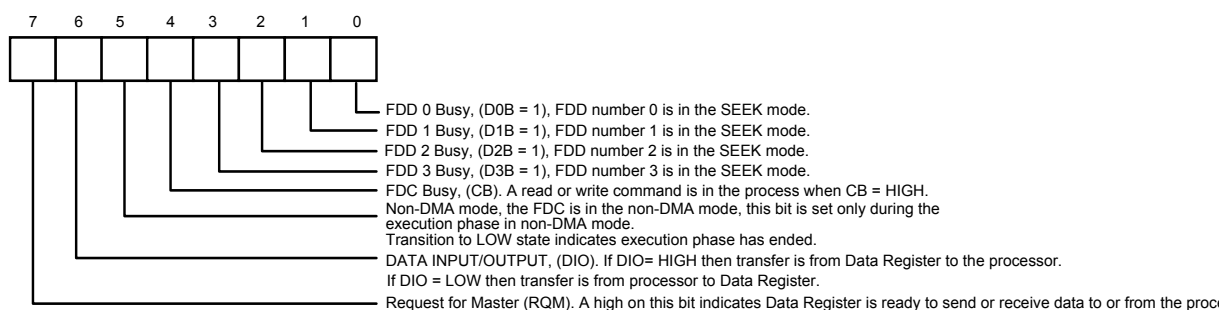 7 6 5 4 3 2 1 0
FDD 0 Busy, (D0B = 1), FDD number 0 is in the SEEK mode.
FDD 1 Busy, (D1B = 1), FDD number 1 is in the SEEK mode.
FDD 2 Busy, (D2B = 1), FDD number 2 is in the SEEK mode.
FDD 3 Busy, (D3B = 1), FDD number 3 is in the SEEK mode.
FDC Busy, (CB). A read or write command is in the process when CB = HIGH.
Non-DMA mode, the FDC is in the non-DMA mode, this bit is set only during the
execution phase in non-DMA mode.
Transition to LOW state indicates execution phase has ended.
DATA INPUT/OUTPUT, (DIO). If DIO= HIGH then transfer is from Data Register to the processor.
If DIO = LOW then transfer is from processor to Data Register.
Request for Master (RQM). A high on this bit indicates Data Register is ready to send or receive data to or from the